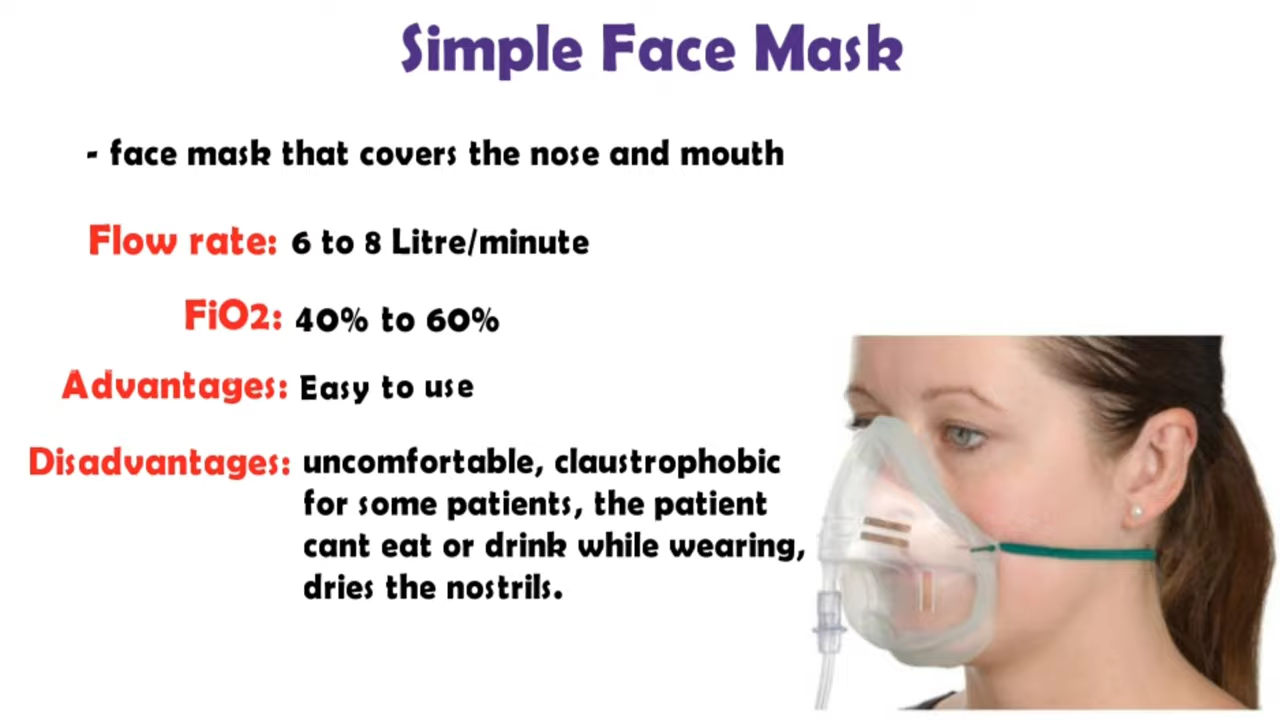 Simple Face Mask
- face mask that covers the nose and mouth
Flow rate: 6 to 8 Litre/minute
FiO2: 40% to 60%
Advantages: Easy to use
Disadvantages: uncomfortable, claustrophobic
for some patients, the patient
cant eat or drink while wearing,
dries the nostrils.